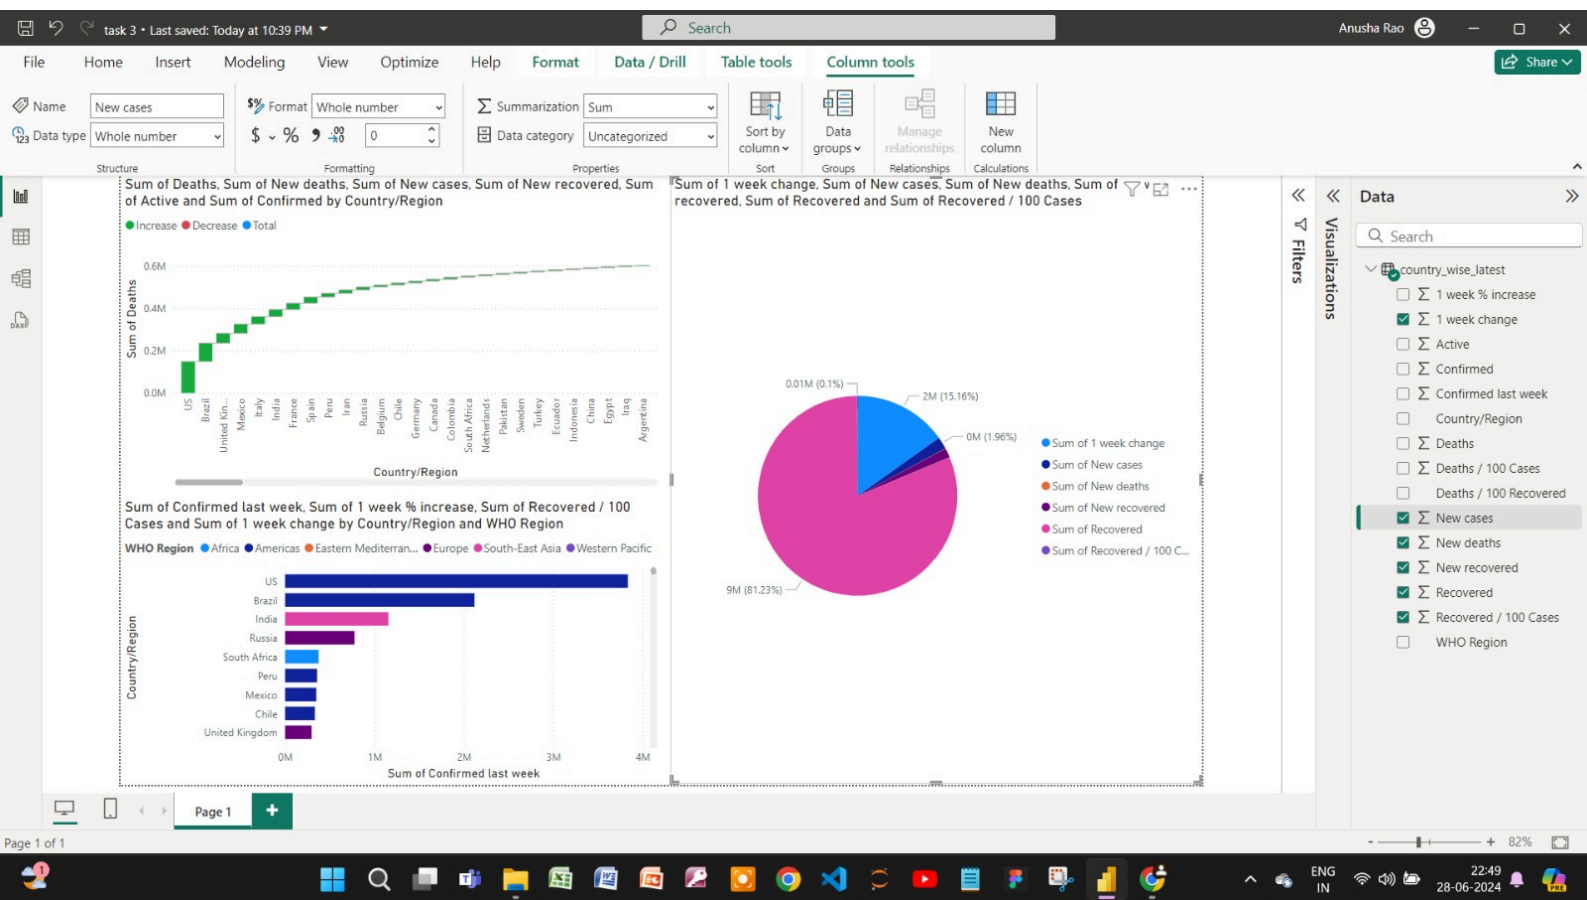 task 3 • Last saved: Today at 10:39 PM
Search
Anusha Rao
File Home Insert Modeling View Optimize Help Format Data / Drill Table tools Column tools
Share
Name New cases
$% Format Whole number
Summarization Sum
Data type Whole number
$ % 9 .00 0
Data category Uncategorized
Sort by column
Data groups
Manage relationships
New column
Structure Formatting Properties Sort Groups Relationships Calculations
Sum of Deaths, Sum of New deaths, Sum of New cases, Sum of New recovered, Sum
of Active and Sum of Confirmed by Country/Region
Increase Decrease Total
Sum of Deaths
0.6M
0.4M
0.2M
0.0M
US Brazil United Kin... Mexico Italy India France Spain Peru Iran Russia Belgium Chile Germany Canada Colombia South Africa Netherlands Pakistan Sweden Turkey Ecuador Indonesia China Egypt Iraq Argentina
Country/Region
Sum of Confirmed last week, Sum of 1 week % increase, Sum of Recovered / 100
Cases and Sum of 1 week change by Country/Region and WHO Region
WHO Region Africa Americas Eastern Mediterran... Europe South-East Asia Western Pacific
Country/Region
US
Brazil
India
Russia
South Africa
Peru
Mexico
Chile
United Kingdom
0M 1M 2M 3M 4M
Sum of Confirmed last week
Sum of 1 week change, Sum of New cases, Sum of New deaths, Sum of
recovered, Sum of Recovered and Sum of Recovered / 100 Cases
0.01M (0.1%)
2M (15.16%)
0M (1.96%)
9M (81.23%)
Sum of 1 week change
Sum of New cases
Sum of New deaths
Sum of New recovered
Sum of Recovered
Sum of Recovered / 100 C...
Filters
Visualizations
Data
Search
country_wise_latest
Σ 1 week % increase
Σ 1 week change
Σ Active
Σ Confirmed
Σ Confirmed last week
Country/Region
Σ Deaths
Σ Deaths / 100 Cases
Deaths / 100 Recovered
Σ New cases
Σ New deaths
Σ New recovered
Σ Recovered
Σ Recovered / 100 Cases
WHO Region
Page 1
+
Page 1 of 1
- + 82%
1
ENG
IN
22:49
28-06-2024
PRE